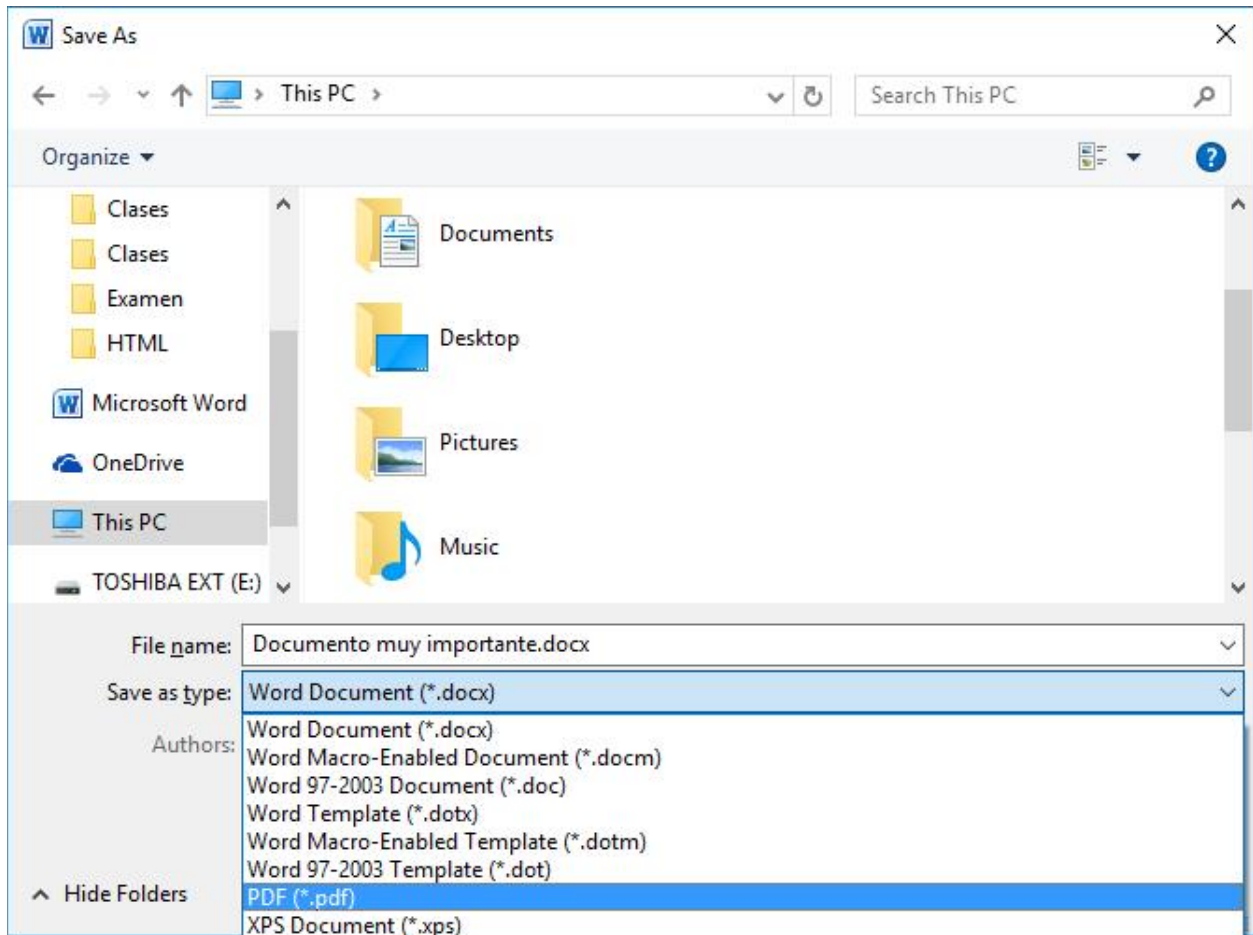 Save As
This PC
Search This PC
Organize
Clases
Clases
Examen
HTML
Microsoft Word
OneDrive
This PC
TOSHIBA EXT (E:)
Documents
Desktop
Pictures
Music
File name: Documento muy importante.docx
Save as type: Word Document (*.docx)
Authors:
Word Document (*.docx)
Word Macro-Enabled Document (*.docm)
Word 97-2003 Document (*.doc)
Word Template (*.dotx)
Word Macro-Enabled Template (*.dotm)
Word 97-2003 Template (*.dot)
PDF (*.pdf)
XPS Document (*.xps)
Hide Folders